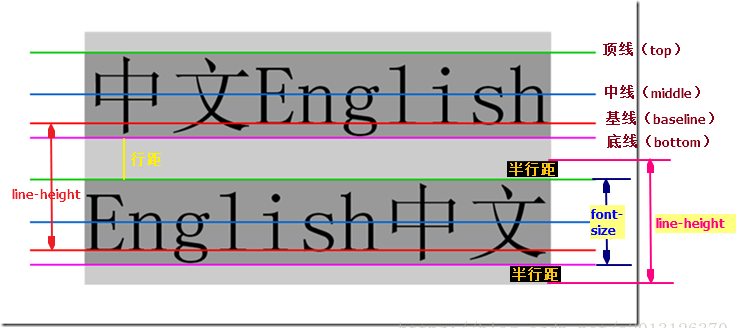 顶线（top）
中文English
中线（middle）
基线（baseline）
底线（bottom）
行距
半行距
line-height
English中文
font-
size
line-height
半行距